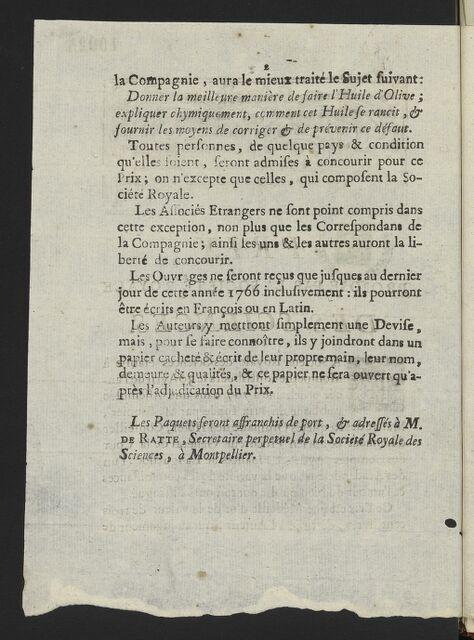 2
la Compagnie, aura le mieux traité le Sujet ſuivant:
Donner la meilleure manière de faire l'Huile d'Olive;
expliquer chymiquement, comment cet Huile ſe rancit, &
fournir les moyens de corriger & de prévenir ce défaut.
Toutes perſonnes, de quelque pays & condition
qu'elles ſoient, ſeront admiſes à concourir pour ce
Prix; on n'excepte que celles, qui compoſent la So-
ciété Royale.
Les Aſſociés Etrangers ne ſont point compris dans
cette exception, non plus que les Correſpondans de
la Compagnie; ainſi les uns & les autres auront la li-
berté de concourir.
Les Ouvrages ne ſeront reçus que juſques au dernier
jour de cette année 1766 incluſivement: ils pourront
être écrits en François ou en Latin.
Les Auteurs y mettront ſimplement une Deviſe,
mais, pour ſe faire connoître, ils y joindront dans un
papier cacheté & écrit de leur propre main, leur nom,
demeure & qualités, & ce papier ne ſera ouvert qu'a-
près l'adjudication du Prix.
Les Paquets ſeront affranchis de port, & adreſſés à M.
DE RATTE, Secretaire perpetuel de la Société Royale des
Sciences, à Montpellier.